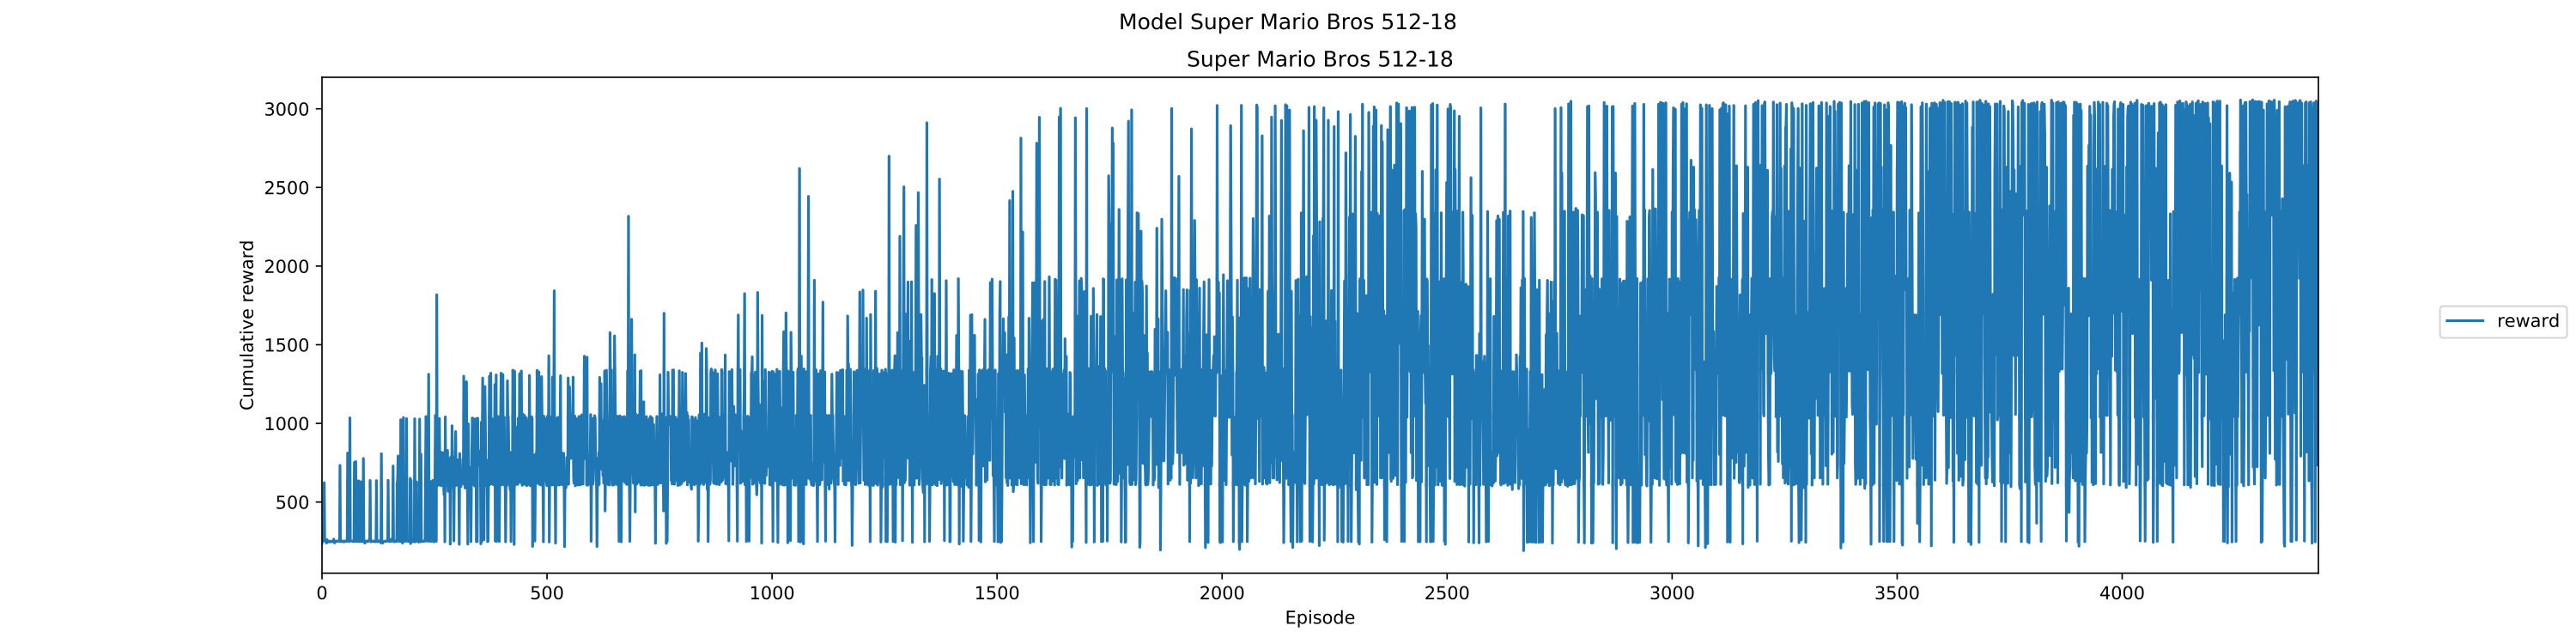 Model Super Mario Bros 512-18
Super Mario Bros 512-18
3000
2500
2000
1500
1000
500
Cumulative reward
0 500 1000 1500 2000 2500 3000 3500 4000
Episode
reward